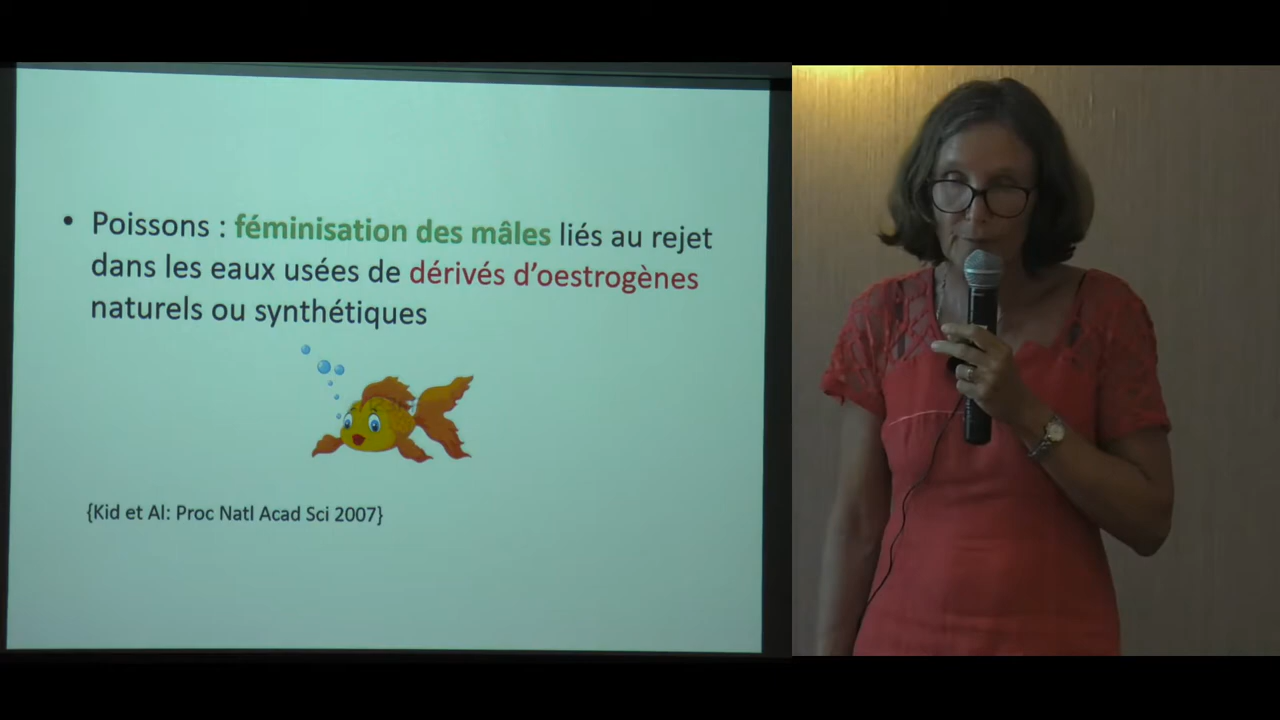 • Poissons : féminisation des mâles liés au rejet
dans les eaux usées de dérivés d'oestrogènes
naturels ou synthétiques
{Kid et Al: Proc Natl Acad Sci 2007}